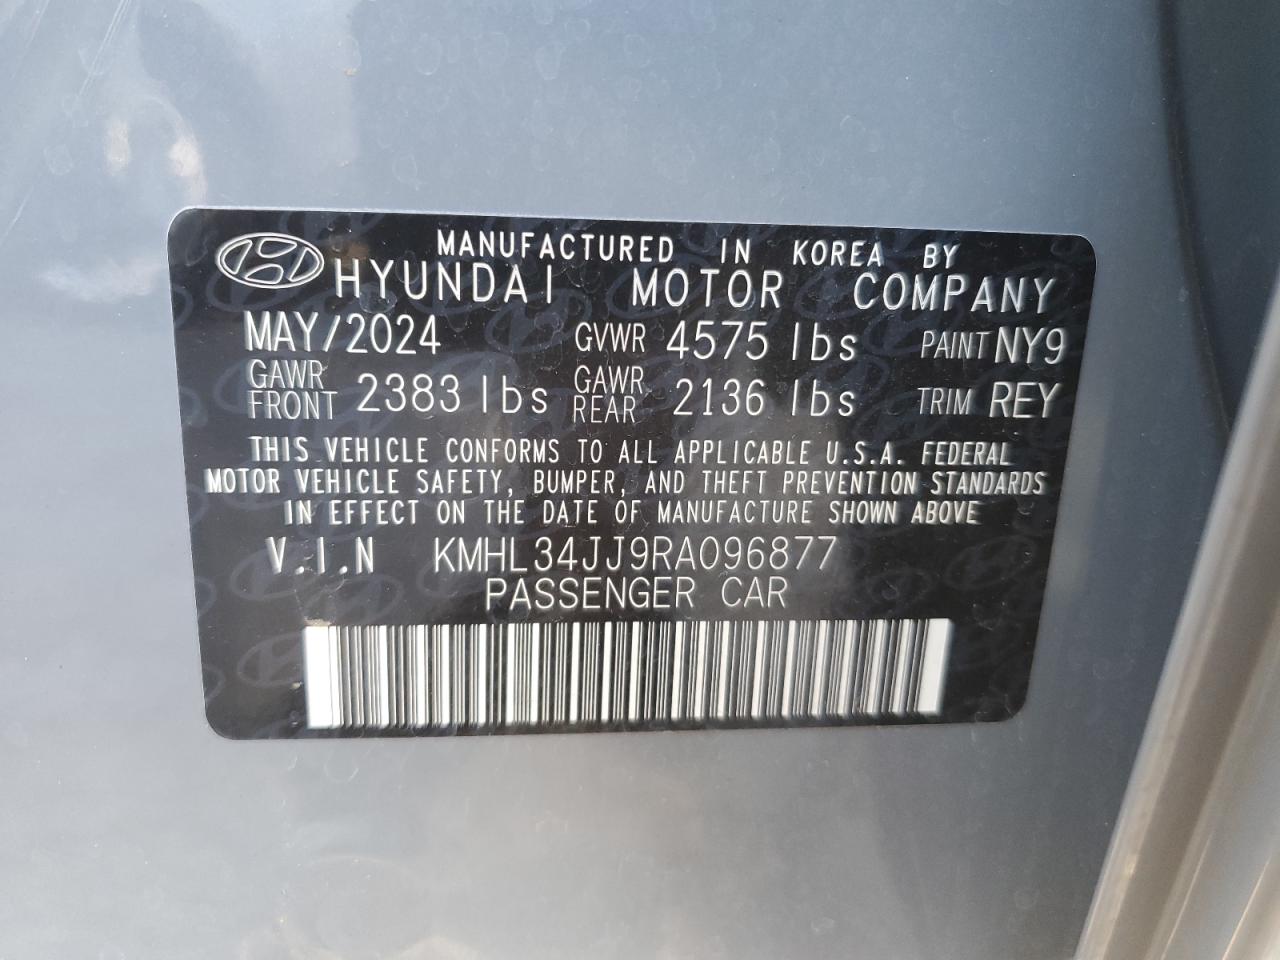 MANUFACTURED IN KOREA BY
HYUNDAI MOTOR COMPANY
MAY/2024 GVWR 4575 lbs PAINT NY9
GAWR FRONT 2383 lbs GAWR REAR 2136 lbs TRIM REY
THIS VEHICLE CONFORMS TO ALL APPLICABLE U.S.A. FEDERAL
MOTOR VEHICLE SAFETY, BUMPER, AND THEFT PREVENTION STANDARDS
IN EFFECT ON THE DATE OF MANUFACTURE SHOWN ABOVE
V.I.N KMHL34JJ9RA096877
PASSENGER CAR